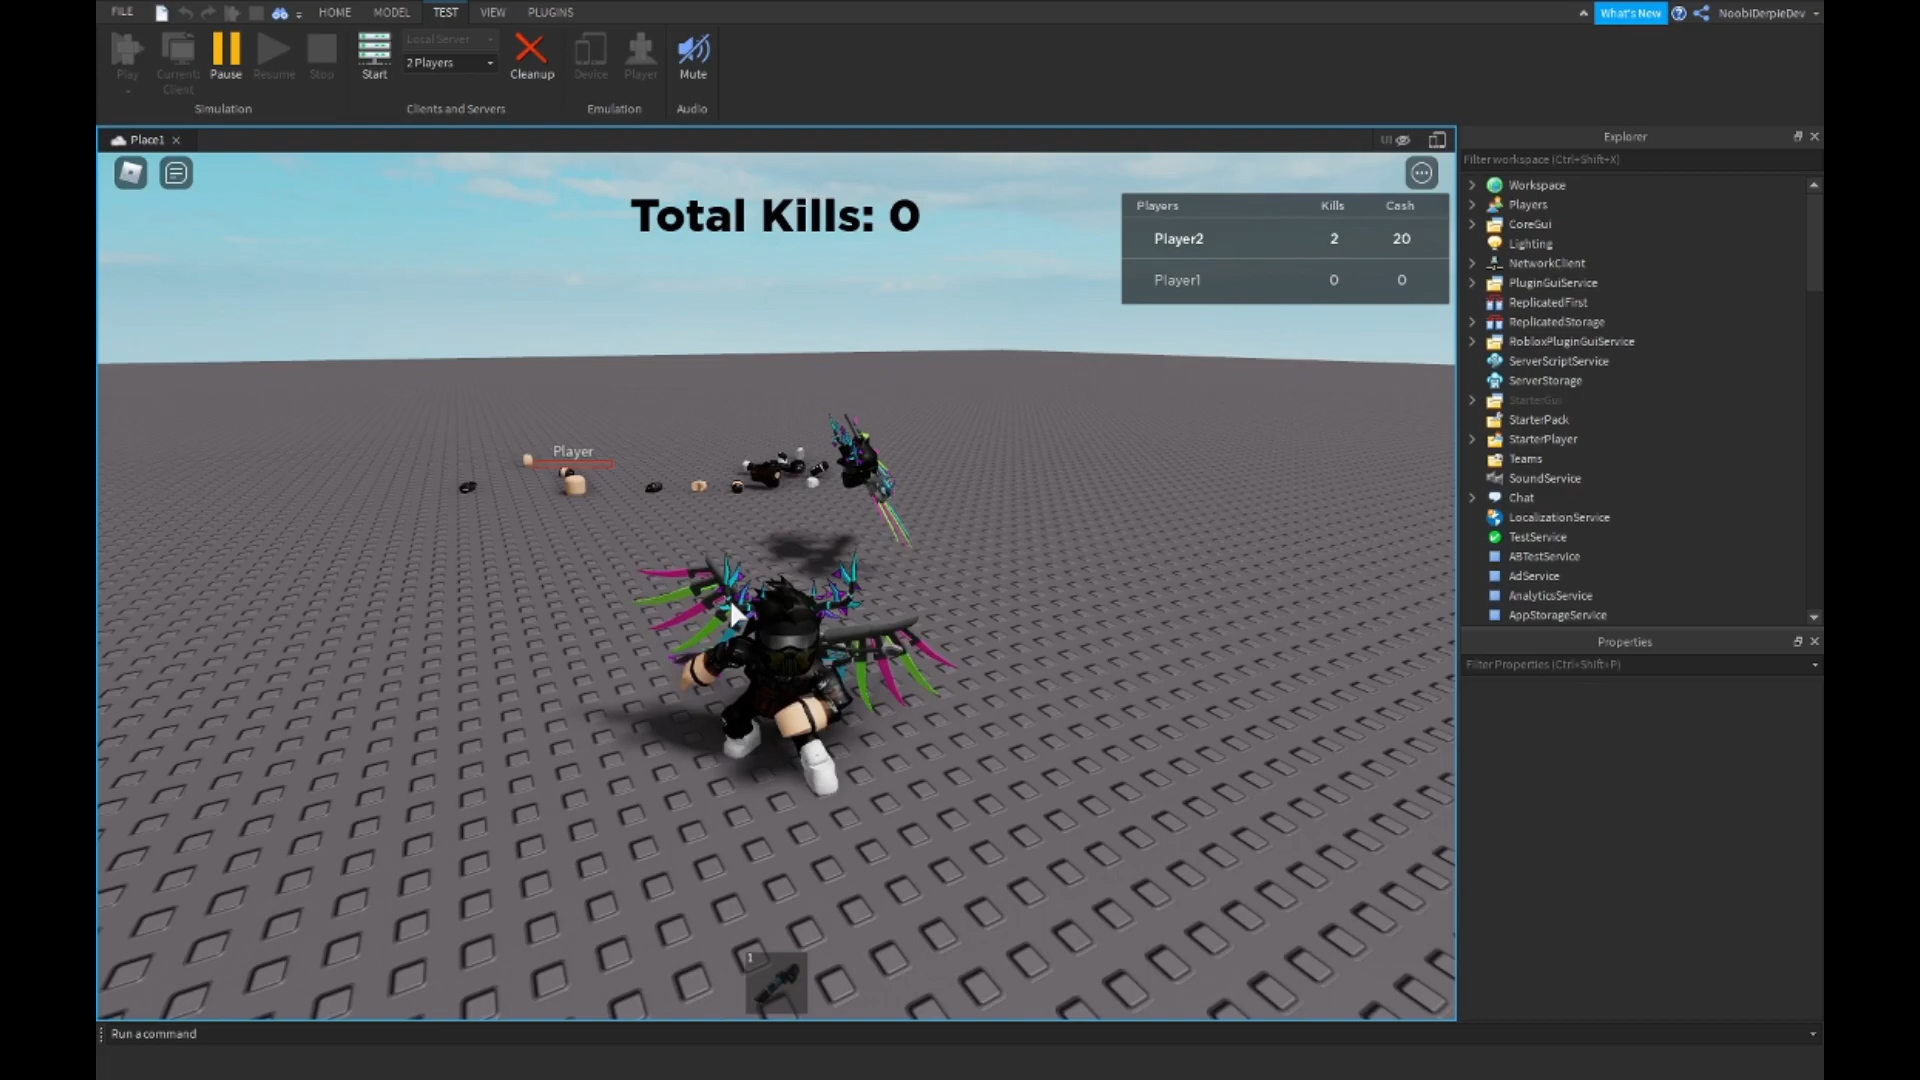 FILE HOME MODEL TEST VIEW PLUGINS What's New NoobiDerpieDev
Play Current: Client Pause Resume Stop
Simulation
Start Local Server 2 Players Cleanup
Clients and Servers
Device Player
Emulation
Mute
Audio
Place1
UI
Total Kills: 0
Players Kills Cash
Player2 2 20
Player1 0 0
Player
1
Run a command
Explorer
Filter workspace (Ctrl+Shift+X)
Workspace
Players
CoreGui
Lighting
NetworkClient
PluginGuiService
ReplicatedFirst
ReplicatedStorage
RobloxPluginGuiService
ServerScriptService
ServerStorage
StarterGui
StarterPack
StarterPlayer
Teams
SoundService
Chat
LocalizationService
TestService
ABTestService
AdService
AnalyticsService
AppStorageService
Properties
Filter Properties (Ctrl+Shift+P)